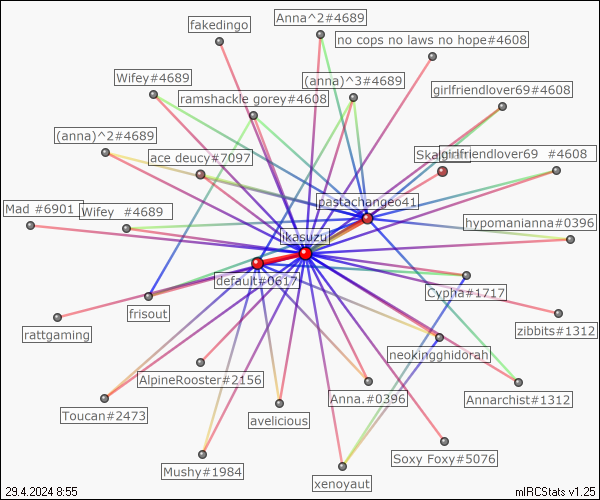 Anna^2#4689
fakedingo
no cops no laws no hope#4608
Wifey#4689
(anna)^3#4689
girlfriendlover69#4608
ramshackle gorey#4608
(anna)^2#4689
ace deucy#7097
girlfriendlover69 #4608
pastachangeo41
Mad #6901
Wifey #4689
hypomanianna#0396
ikasuzu
default#0617
Cypha#1717
frisout
zibbits#1312
rattgaming
neokingghidorah
AlpineRooster#2156
Anna.#0396
Annarchist#1312
Toucan#2473
avelicious
Soxy Foxy#5076
Mushy#1984
xenoyaut
29.4.2024 8:55
mIRCStats v1.25